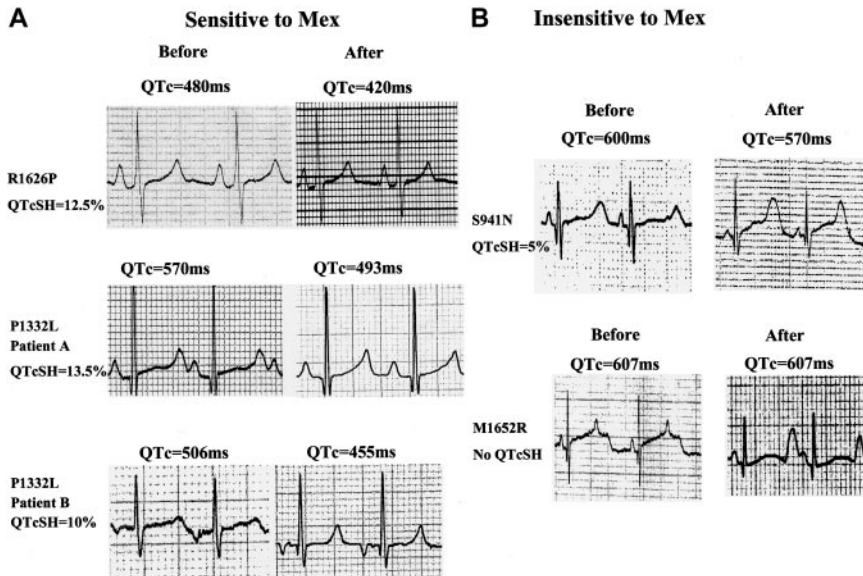 A
Sensitive to Mex
Before
After
QTc=480ms
QTc=420ms
R1626P
QTcSH=12.5%
QTc=570ms
QTc=493ms
P1332L
Patient A
QTcSH=13.5%
QTc=506ms
QTc=455ms
P1332L
Patient B
QTcSH=10%
B
Insensitive to Mex
Before
After
QTc=600ms
QTc=570ms
S941N
QTcSH=5%
Before
After
QTc=607ms
QTc=607ms
M1652R
No QTcSH